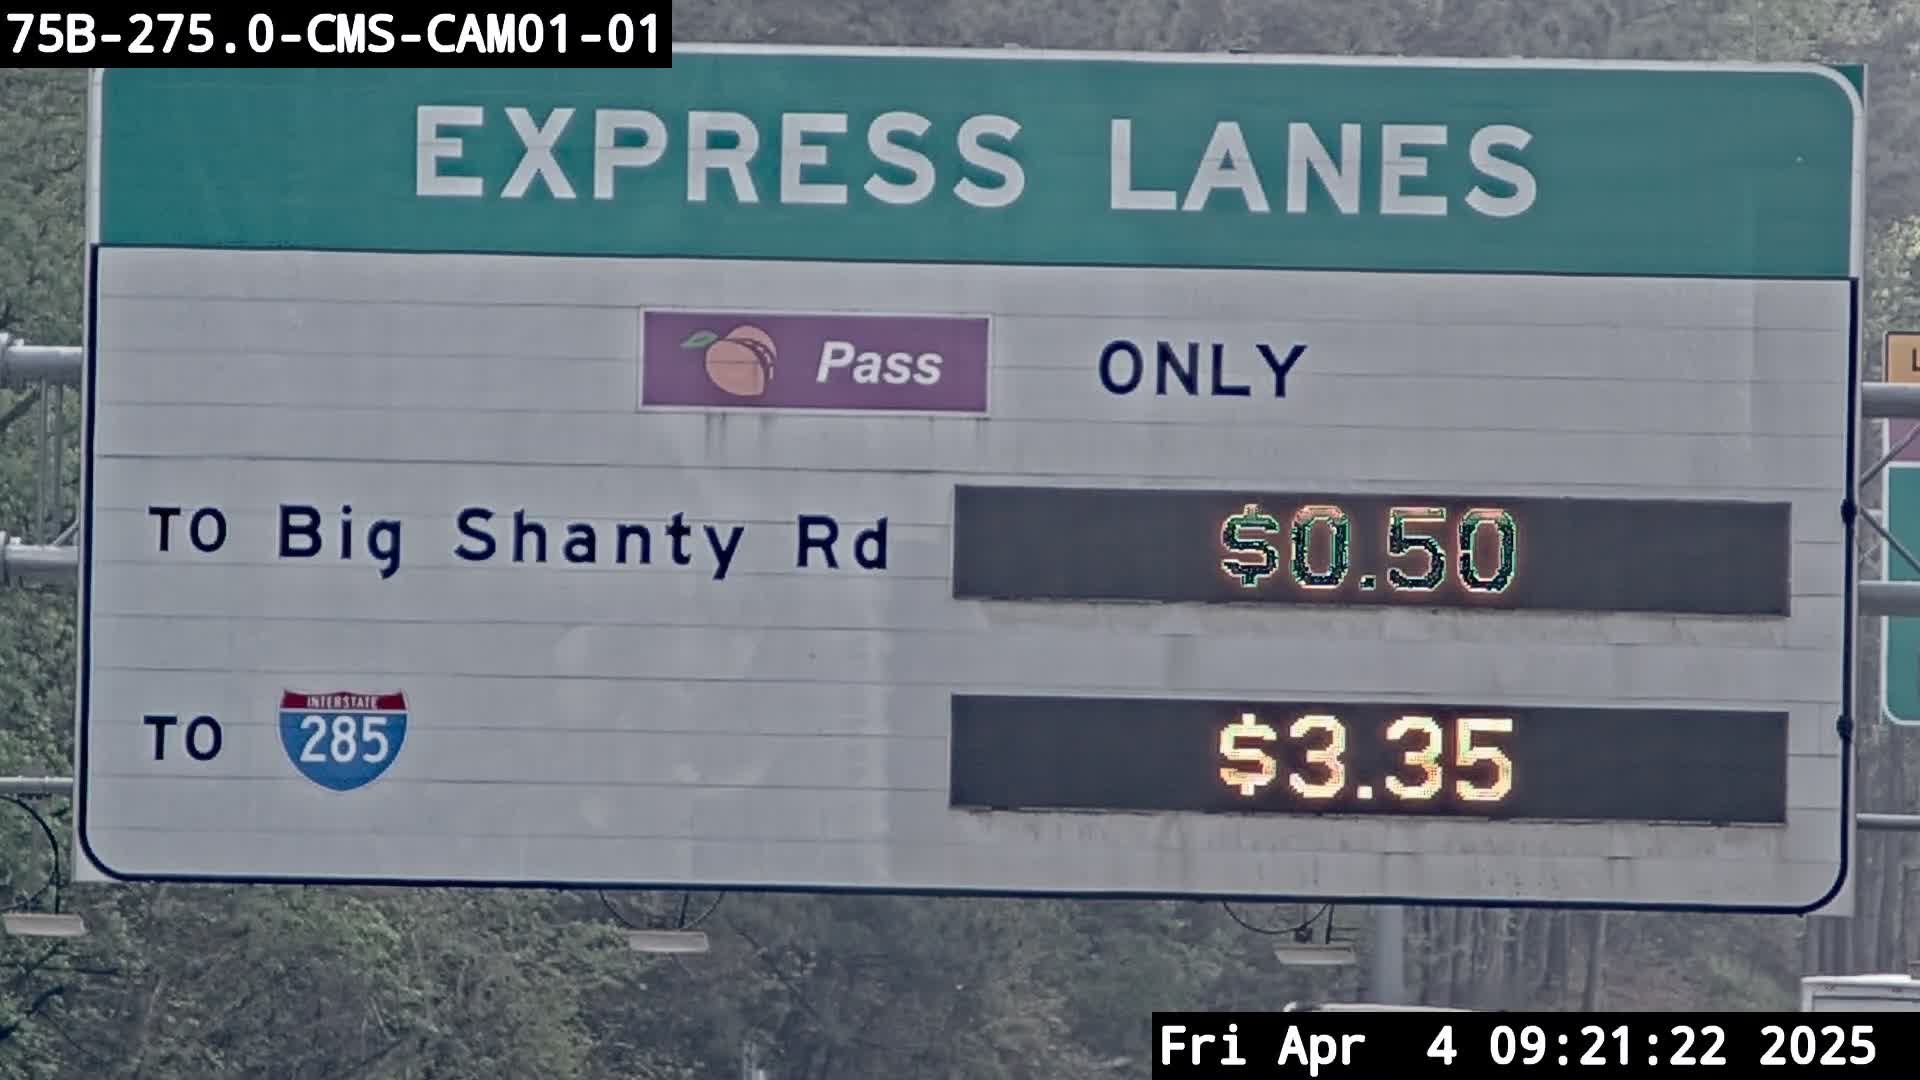 75B-275.0-CMS-CAM01-01
EXPRESS LANES
Pass ONLY
TO Big Shanty Rd $0.50
INTERSTATE
TO 285 $3.35
L
Fri Apr 4 09:21:22 2025